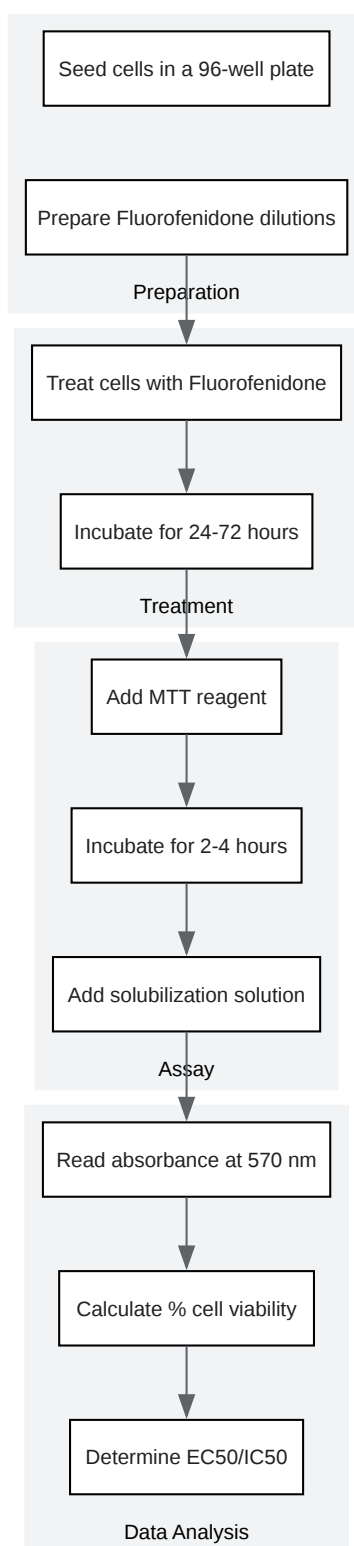 Seed cells in a 96-well plate
Prepare Fluorofenidone dilutions
Preparation
Treat cells with Fluorofenidone
Incubate for 24-72 hours
Treatment
Add MTT reagent
Incubate for 2-4 hours
Add solubilization solution
Assay
Read absorbance at 570 nm
Calculate % cell viability
Determine EC50/IC50
Data Analysis